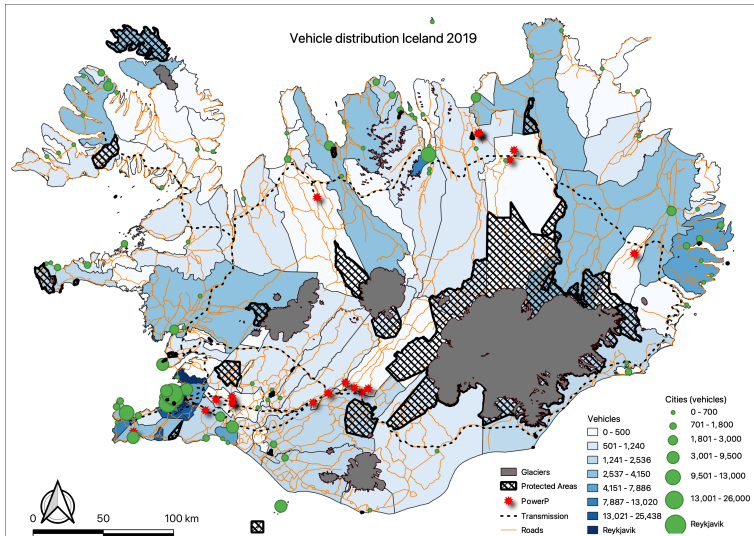 Vehicle distribution Iceland 2019
Cities (vehicles)
0 - 700
701 - 1,800
1,801 - 3,000
3,001 - 9,500
9,501 - 13,000
13,001 - 26,000
Reykjavik
Vehicles
0 - 500
501 - 1,240
1,241 - 2,536
2,537 - 4,150
4,151 - 7,886
7,887 - 13,020
13,021 - 25,438
Reykjavik
Glaciers
Protected Areas
PowerP
Transmission
Roads
0 50 100 km